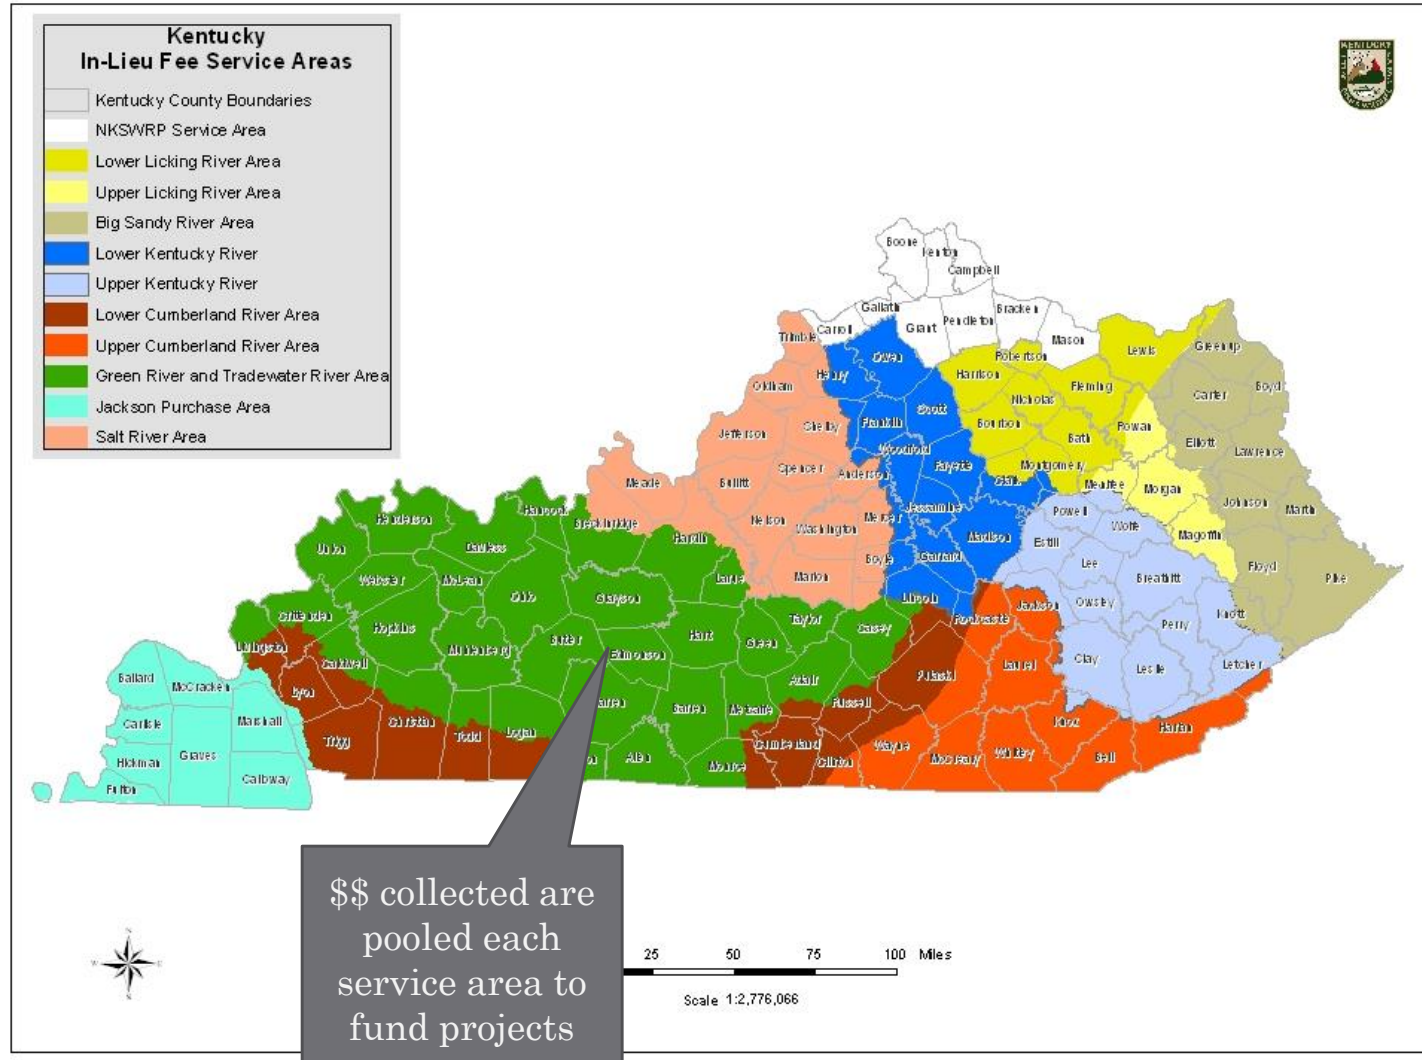 Kentucky
In-Lieu Fee Service Areas
Kentucky County Boundaries
NKSWRP Service Area
Lower Licking River Area
Upper Licking River Area
Big Sandy River Area
Lower Kentucky River
Upper Kentucky River
Lower Cumberland River Area
Upper Cumberland River Area
Green River and Tradewater River Area
Jackson Purchase Area
Salt River Area
KENTUCKY
Boone
Kenton
Campbell
Gallatin
Bracken
Carroll
Grant
Pendleton
Mason
Trimble
Owen
Robertson
Lewis
Greenup
Henry
Harrison
Oldham
Fleming
Boyd
Nicholas
Carter
Scott
Franklin
Shelby
Bourbon
Rowan
Jefferson
Bath
Elliott
Woodford
Lawrence
Fayette
Montgomery
Spencer
Anderson
Clark
Menifee
Morgan
Meade
Bullitt
Johnson
Martin
Jessamine
Powell
Hancock
Mercer
Nelson
Washington
Wolfe
Henderson
Breckinridge
Madison
Magoffin
Hardin
Estill
Union
Daviess
Garrard
Boyle
Lee
Floyd
Webster
McLean
Larue
Marion
Breathitt
Pike
Ohio
Grayson
Lincoln
Jackson
Owsley
Knott
Crittenden
Rockcastle
Taylor
Perry
Hopkins
Casey
Hart
Green
Livingston
Muhlenberg
Butler
Edmonson
Clay
Caldwell
Laurel
Leslie
Letcher
Ballard
McCracken
Adair
Pulaski
Lyon
Russell
Warren
Barren
Metcalfe
Carlisle
Marshall
Christian
Knox
Harlan
Todd
Logan
Trigg
Cumberland
Wayne
Hickman
Graves
Allen
McCreary
Whitley
Bell
Monroe
Clinton
Calloway
Fulton
$$ collected are
pooled each
service area to
fund projects
25 50 75 100 Miles
Scale 1:2,776,066
N
W E
S